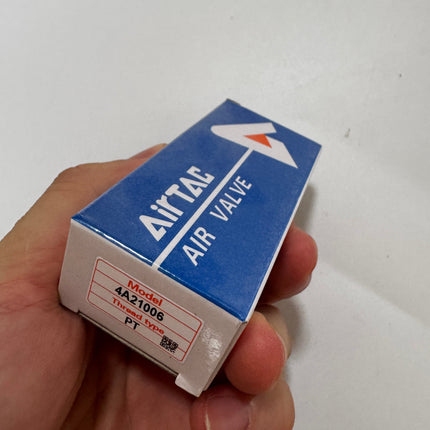 AirTAC
AIR VALVE
Model
4A21006
Thread type
PT